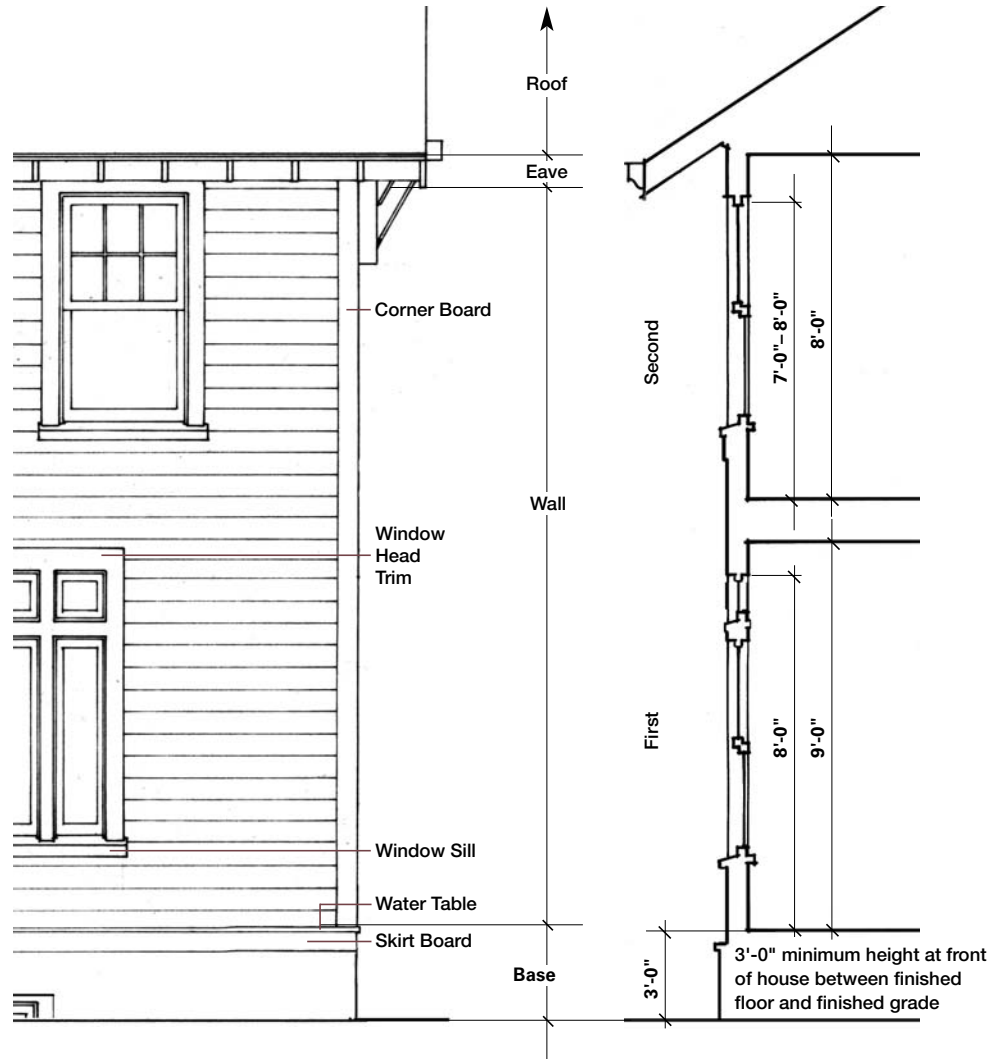 Roof
Eave
Corner Board
Wall
Window
Head
Trim
Window Sill
Water Table
Skirt Board
Base
Second
7'-0"–8'-0"
8'-0"
First
8'-0"
9'-0"
3'-0"
3'-0" minimum height at front
of house between finished
floor and finished grade